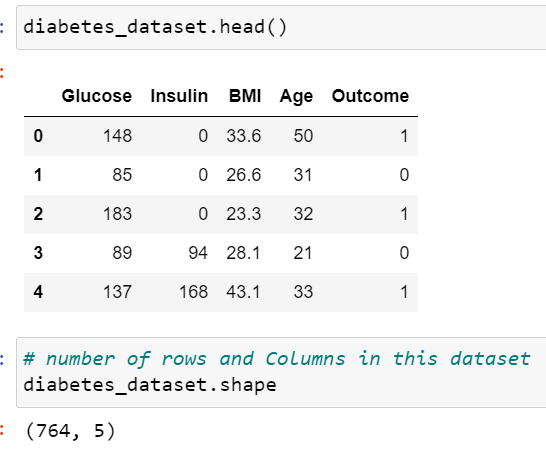 : diabetes_dataset.head()
:
Glucose Insulin BMI Age Outcome
0 148 0 33.6 50 1
1 85 0 26.6 31 0
2 183 0 23.3 32 1
3 89 94 28.1 21 0
4 137 168 43.1 33 1
: # number of rows and Columns in this dataset
diabetes_dataset.shape
: (764, 5)